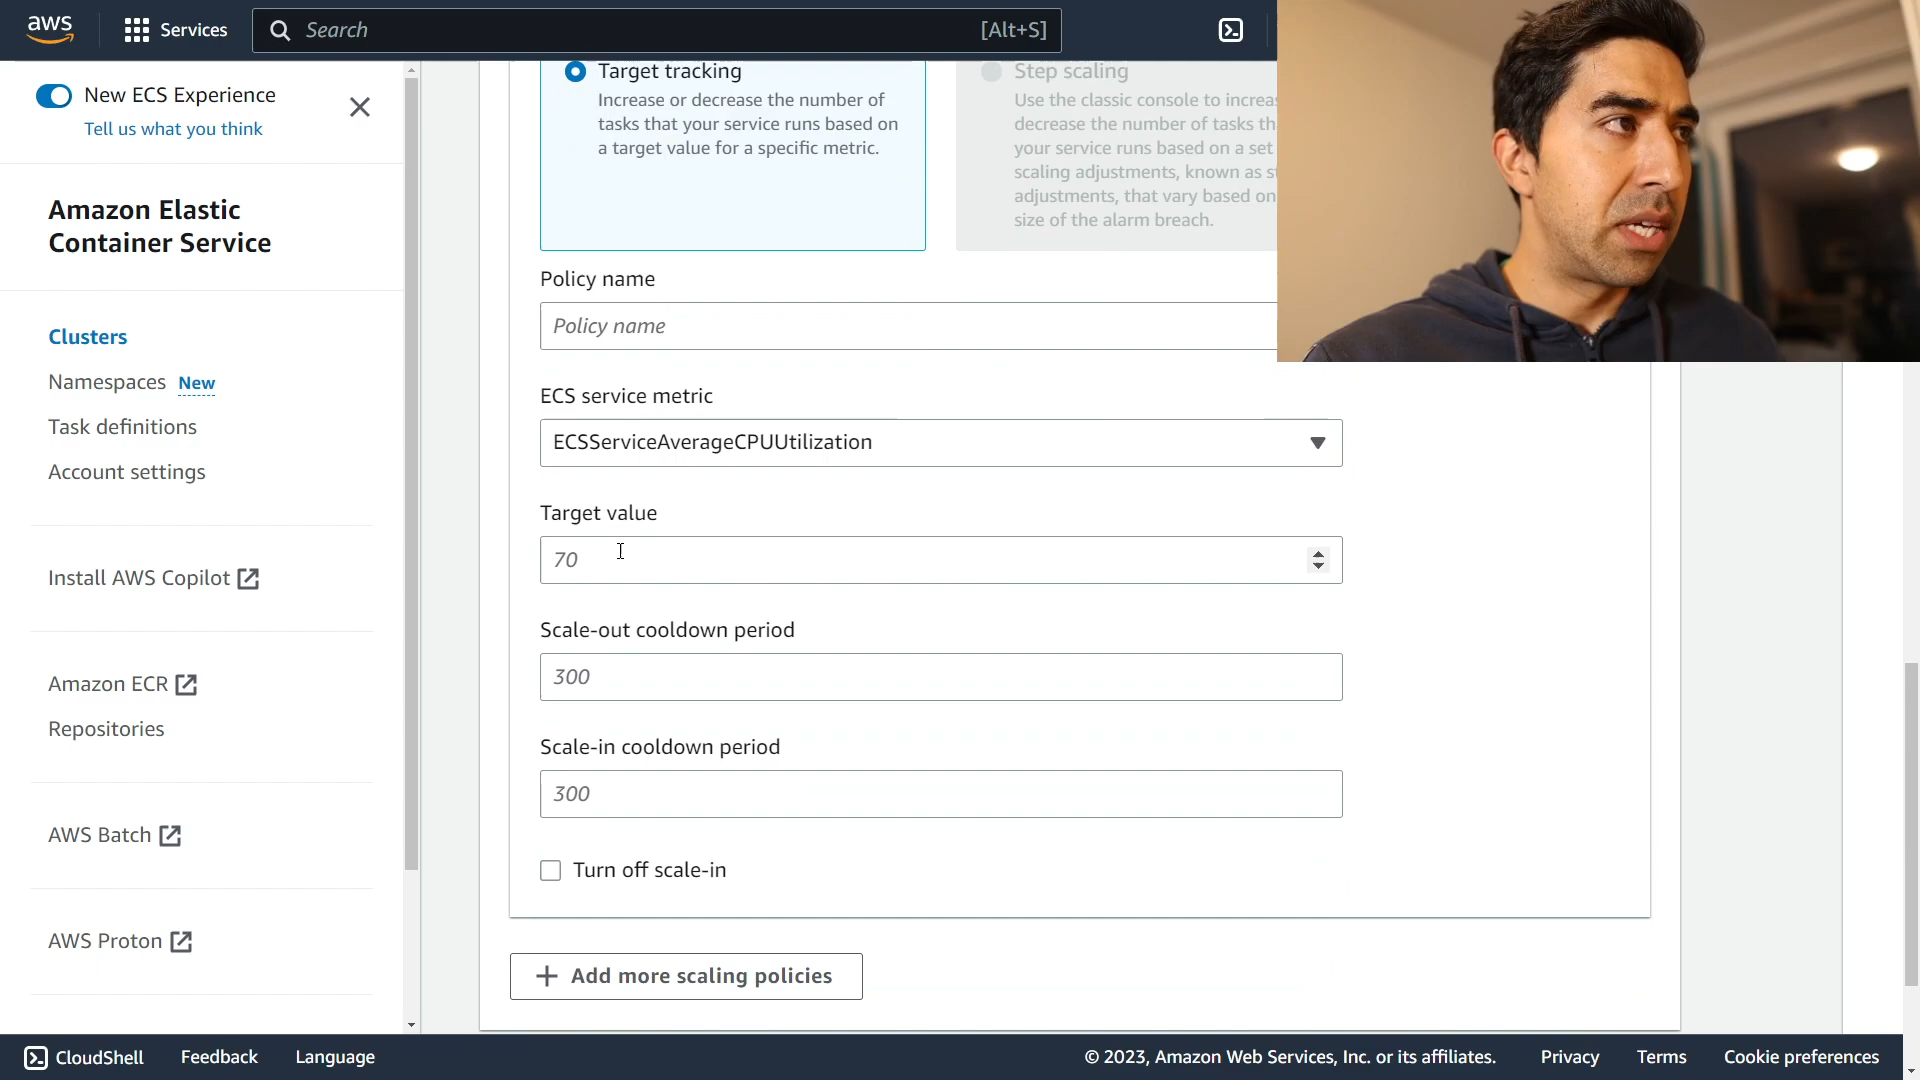 aws
Services
Search
[Alt+S]
New ECS Experience
Tell us what you think
Amazon Elastic
Container Service
Clusters
Namespaces New
Task definitions
Account settings
Install AWS Copilot
Amazon ECR
Repositories
AWS Batch
AWS Proton
Target tracking
Increase or decrease the number of
tasks that your service runs based on
a target value for a specific metric.
Step scaling
Use the classic console to
decrease the number of tasks
your service runs based on a set
scaling adjustments, known as
adjustments, that vary based on
size of the alarm breach.
Policy name
Policy name
ECS service metric
ECSServiceAverageCPUUtilization
Target value
70
Scale-out cooldown period
300
Scale-in cooldown period
300
Turn off scale-in
Add more scaling policies
CloudShell
Feedback
Language
© 2023, Amazon Web Services, Inc. or its affiliates.
Privacy
Terms
Cookie preferences